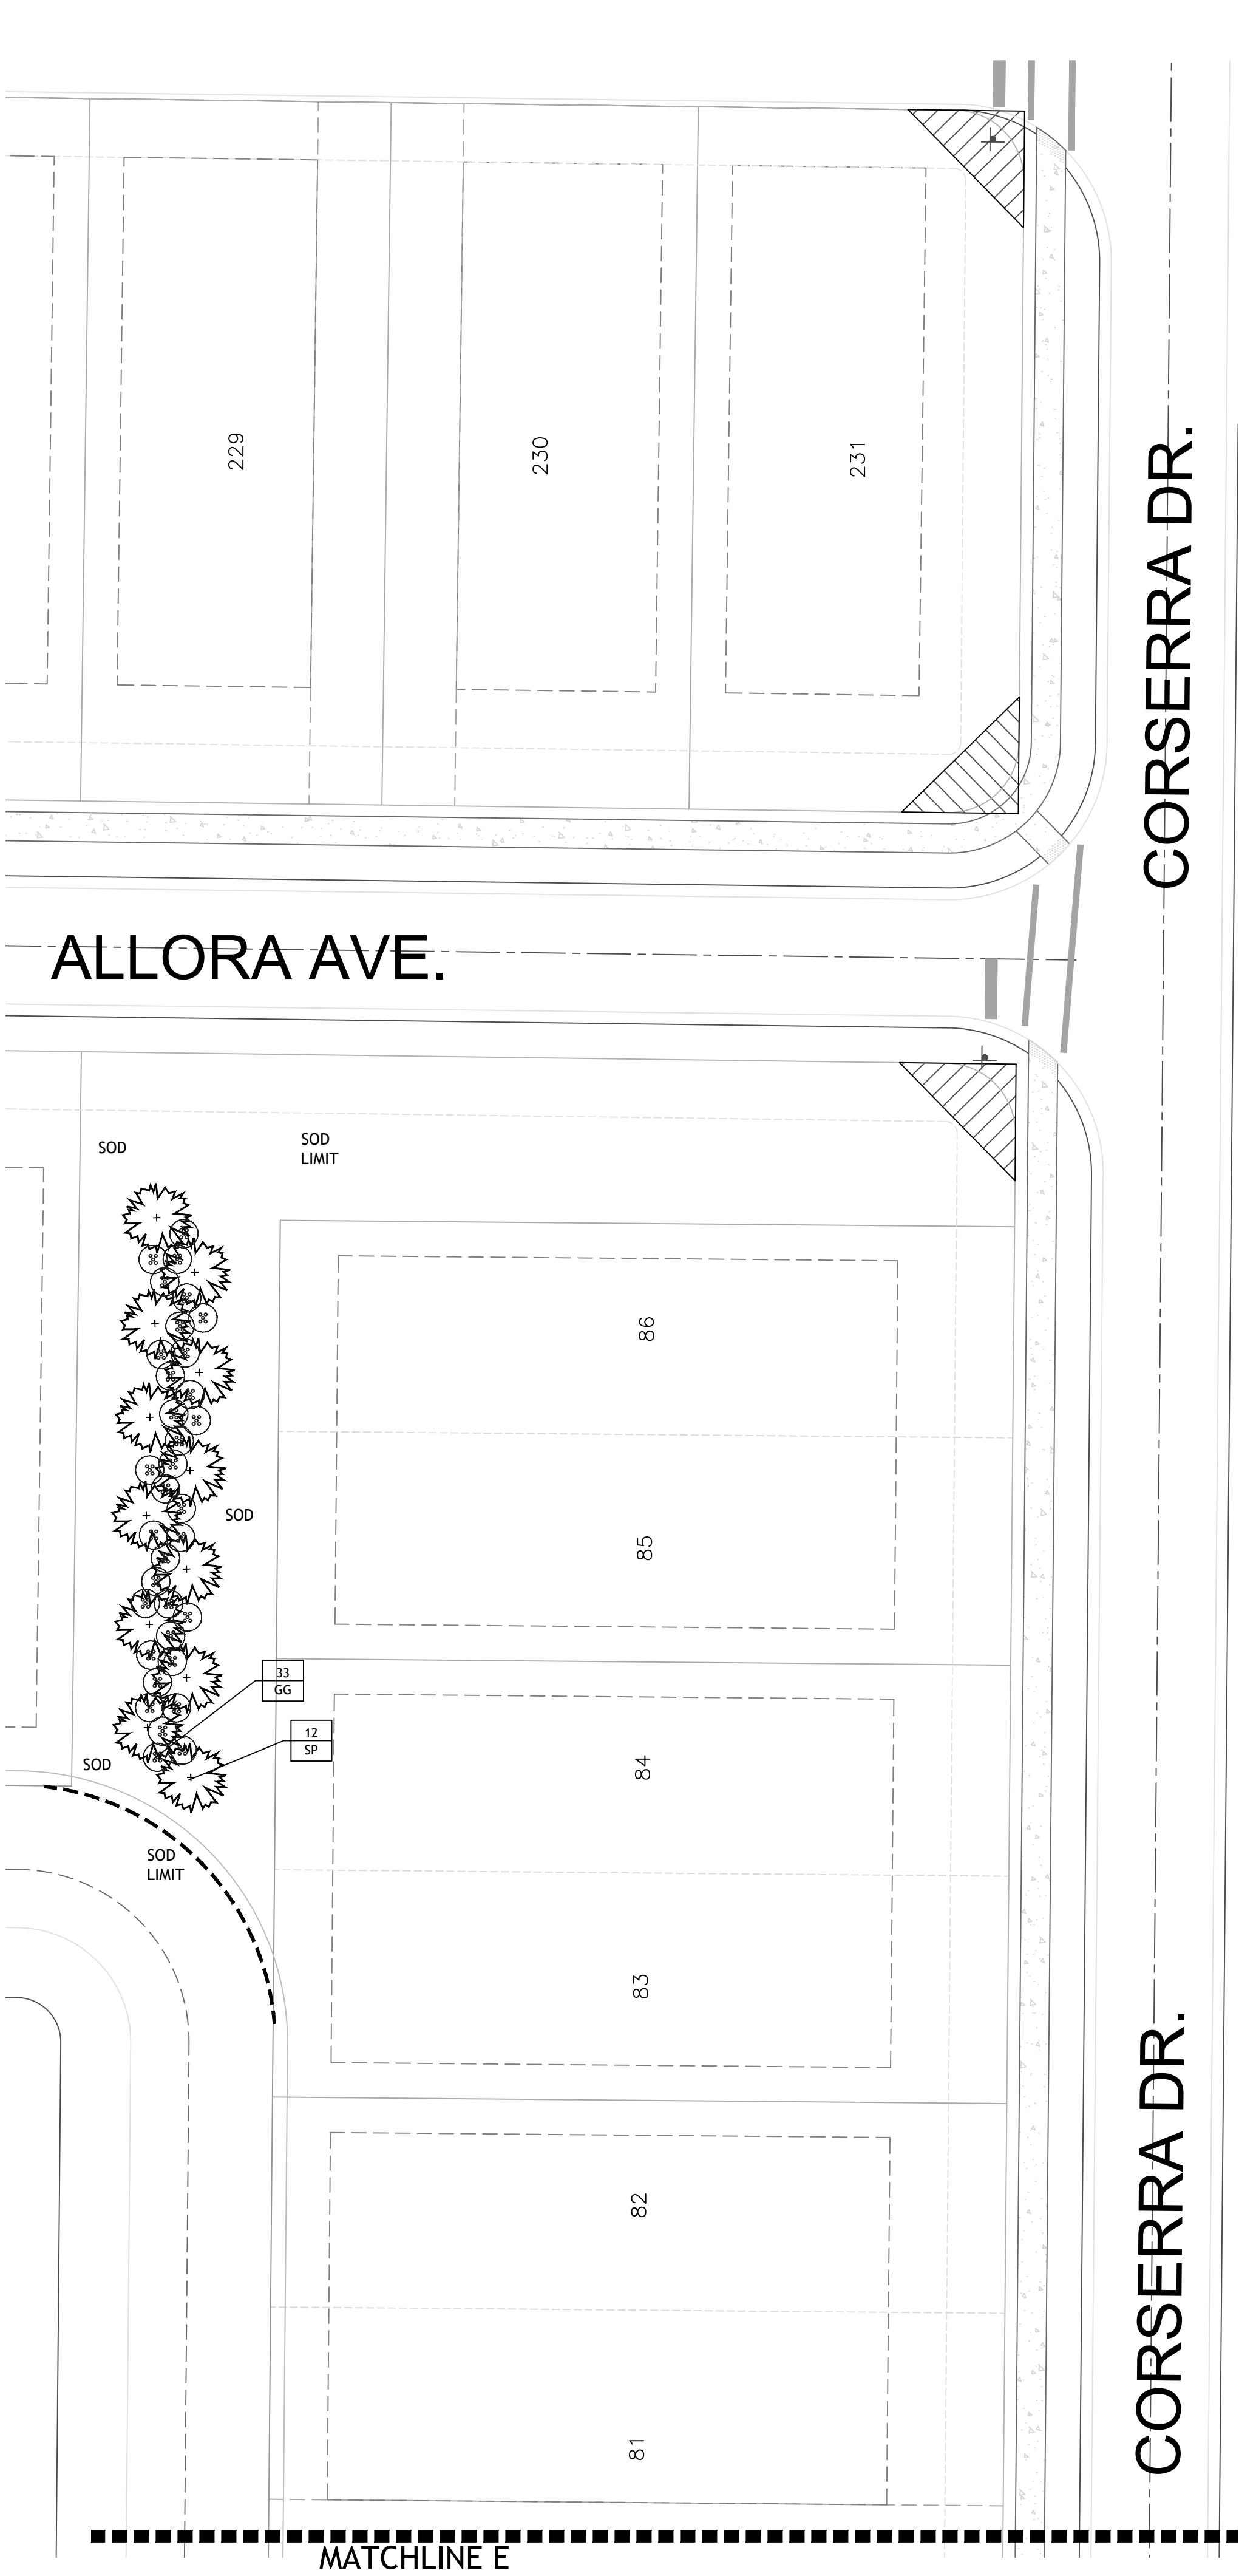 229
230
231
CORSERRA DR.
ALLORA AVE.
SOD
SOD
LIMIT
86
85
SOD
33
GG
12
SP
84
SOD
SOD
LIMIT
83
CORSERRA DR.
82
81
MATCHLINE E